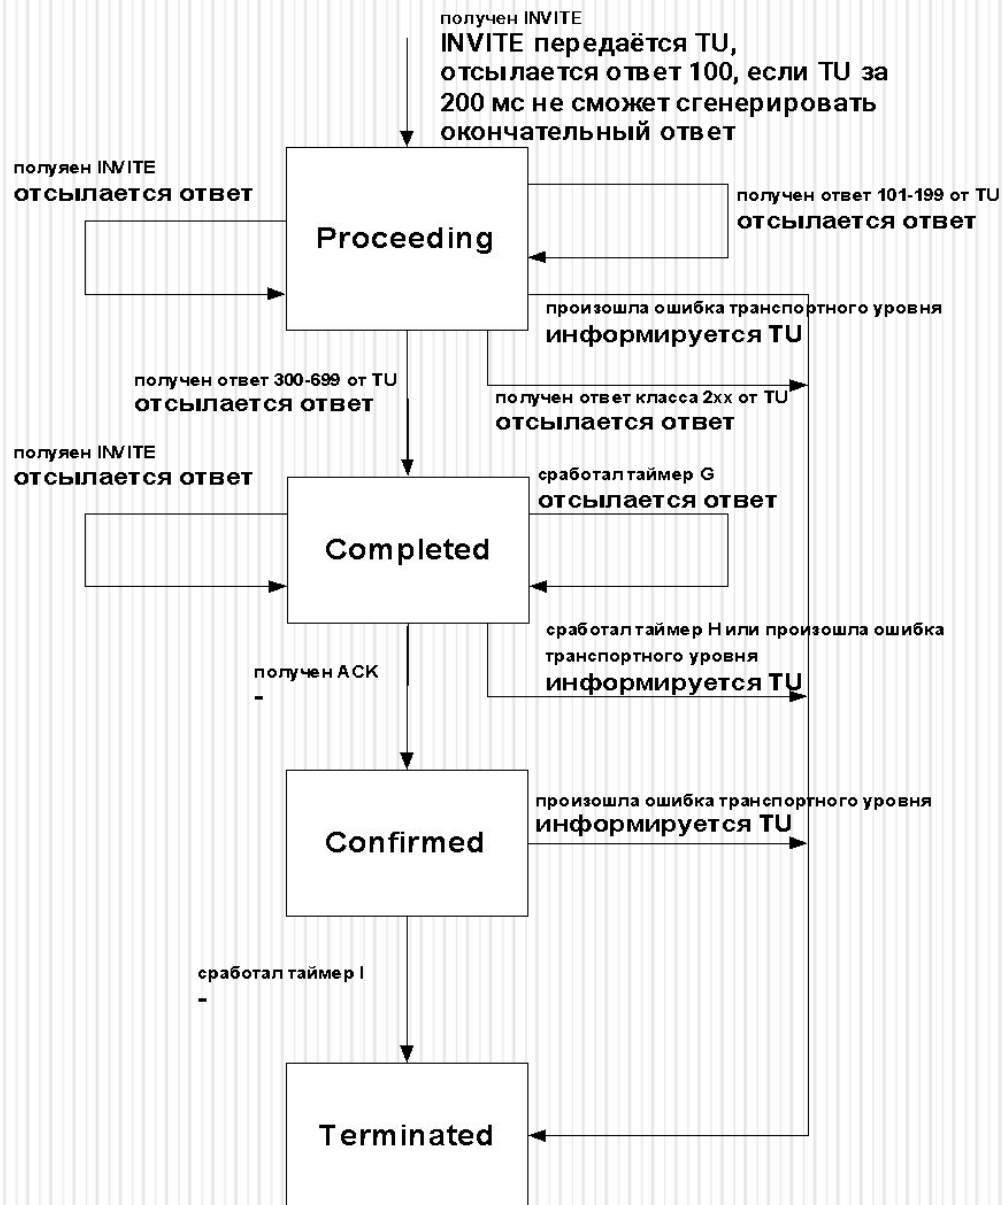 получен INVITE
INVITE передаётся TU,
отсылается ответ 100, если TU за
200 мс не сможет сгенерировать
окончательный ответ
полуяен INVITE
отсылается ответ
получен ответ 101-199 от TU
отсылается ответ
Proceeding
произошла ошибка транспортного уровня
информируется TU
получен ответ 300-699 от TU
отсылается ответ
получен ответ класса 2xx от TU
отсылается ответ
полуяен INVITE
отсылается ответ
сработал таймер G
отсылается ответ
Completed
сработал таймер H или произошла ошибка
транспортного уровня
информируется TU
получен ACK
-
произошла ошибка транспортного уровня
информируется TU
Confirmed
сработал таймер I
-
Terminated